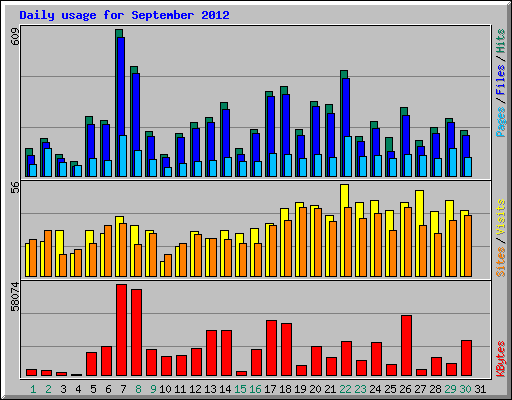 Daily usage for September 2012
609
Pages / Files / Hits
56
Sites / Visits
58074
KBytes
1 2 3 4 5 6 7 8 9 10 11 12 13 14 15 16 17 18 19 20 21 22 23 24 25 26 27 28 29 30 31